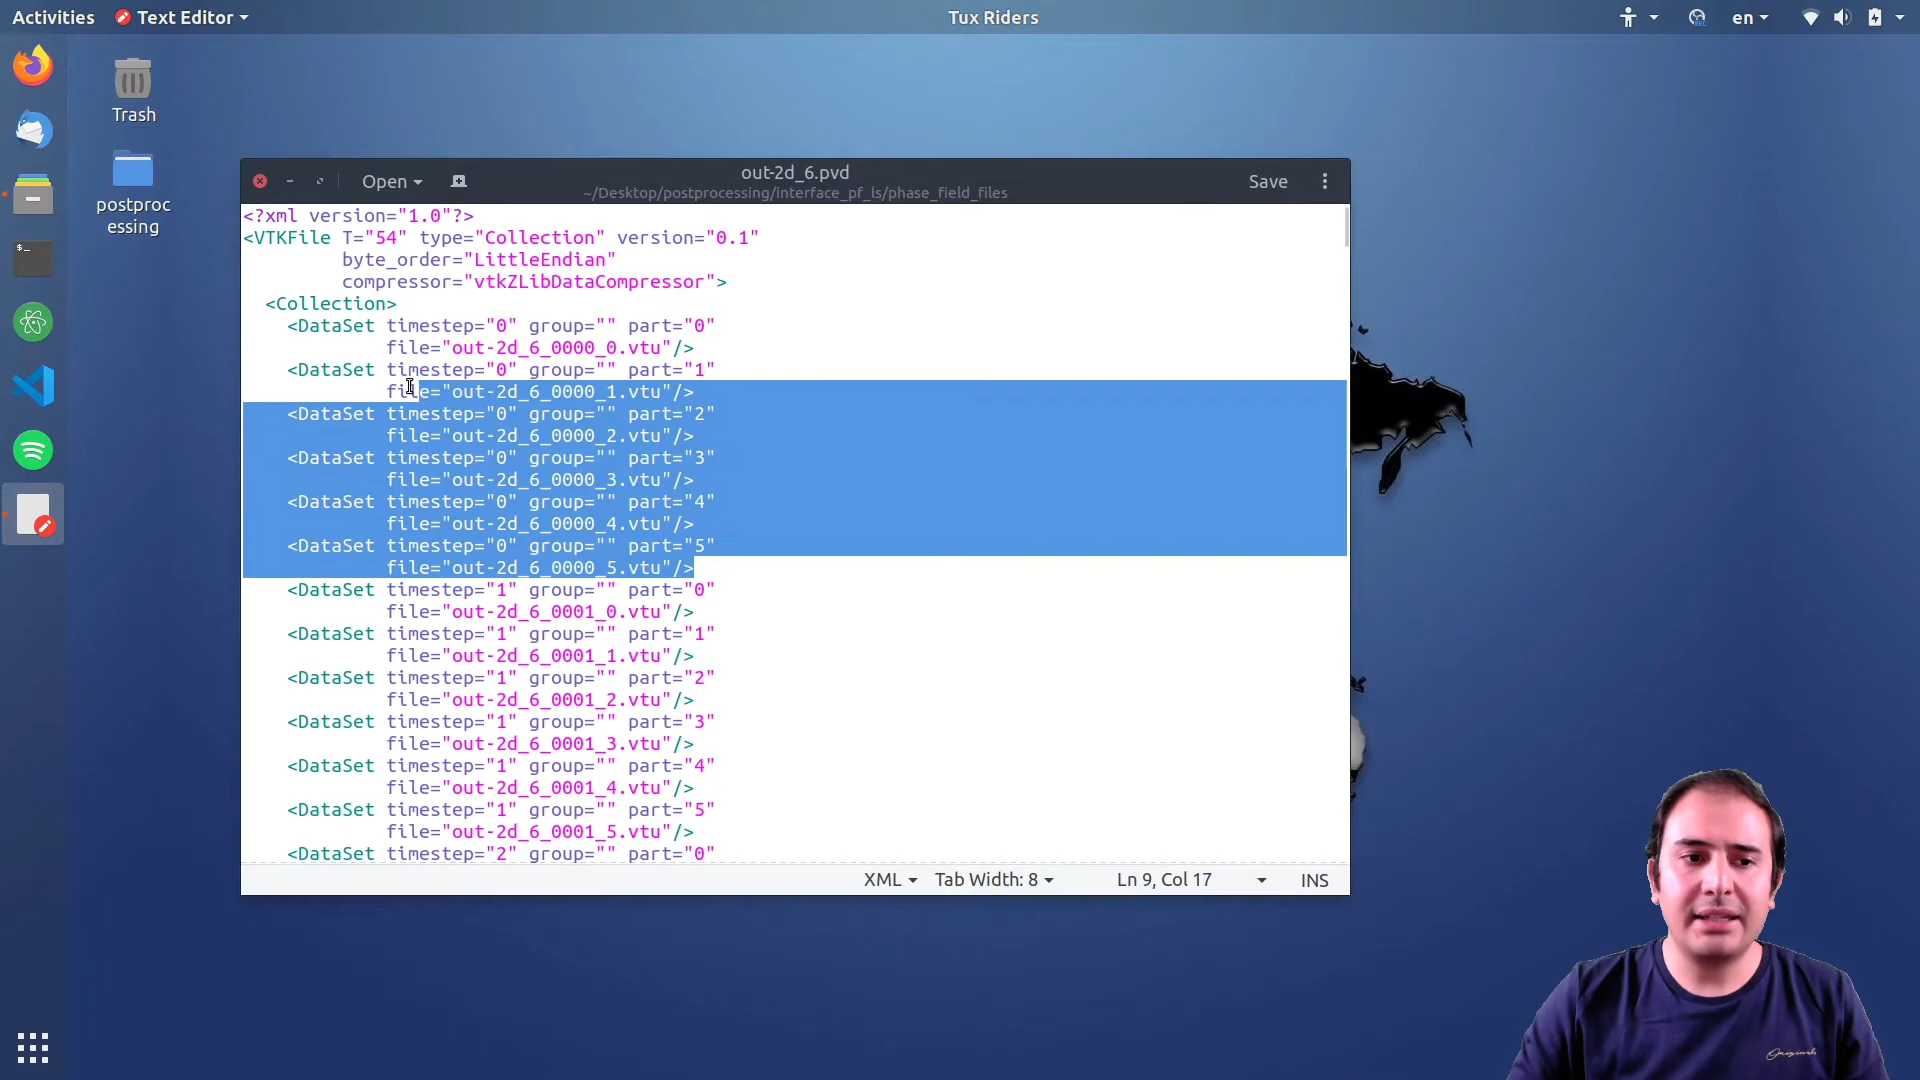 Activities
Text Editor
Tux Riders
en
Trash
postproc
essing
Open
out-2d_6.pvd
~/Desktop/postprocessing/interface_pf_ls/phase_field_files
Save
<?xml version="1.0"?>
<VTKFile T="54" type="Collection" version="0.1"
byte_order="LittleEndian"
compressor="vtkZLibDataCompressor">
<Collection>
<DataSet timestep="0" group="" part="0"
file="out-2d_6_0000_0.vtu"/>
<DataSet timestep="0" group="" part="1"
file="out-2d_6_0000_1.vtu"/>
<DataSet timestep="0" group="" part="2"
file="out-2d_6_0000_2.vtu"/>
<DataSet timestep="0" group="" part="3"
file="out-2d_6_0000_3.vtu"/>
<DataSet timestep="0" group="" part="4"
file="out-2d_6_0000_4.vtu"/>
<DataSet timestep="0" group="" part="5"
file="out-2d_6_0000_5.vtu"/>
<DataSet timestep="1" group="" part="0"
file="out-2d_6_0001_0.vtu"/>
<DataSet timestep="1" group="" part="1"
file="out-2d_6_0001_1.vtu"/>
<DataSet timestep="1" group="" part="2"
file="out-2d_6_0001_2.vtu"/>
<DataSet timestep="1" group="" part="3"
file="out-2d_6_0001_3.vtu"/>
<DataSet timestep="1" group="" part="4"
file="out-2d_6_0001_4.vtu"/>
<DataSet timestep="1" group="" part="5"
file="out-2d_6_0001_5.vtu"/>
<DataSet timestep="2" group="" part="0"
XML
Tab Width: 8
Ln 9, Col 17
INS